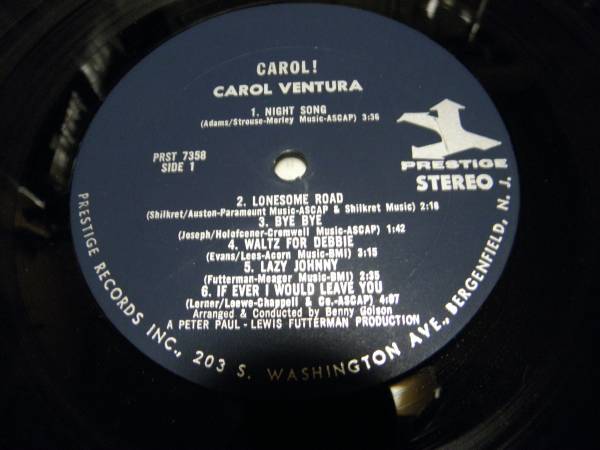 CAROL!
CAROL VENTURA
1. NIGHT SONG
(Adams/Strouse-Morley Music-ASCAP) 3:36
PRST 7358
SIDE 1
PRESTIGE
STEREO
2. LONESOME ROAD
(Shilkret/Auston-Paramount Music-ASCAP & Shilkret Music) 2:18
3. BYE BYE
(Joseph/Holofcener-Cromwall Music-ASCAP) 1:42
4. WALTZ FOR DEBBIE
(Evans/Lees-Acorn Music-BMI) 3:15
5. LAZY JOHNNY
(Futterman-Meager Music-BMI) 2:35
6. IF EVER I WOULD LEAVE YOU
(Lerner/Loewe-Chappell & Co.-ASCAP) 4:07
Arranged & Conducted by Benny Golson
A PETER PAUL - LEWIS FUTTERMAN PRODUCTION
PRESTIGE RECORDS INC., 203 S. WASHINGTON AVE., BERGENFIELD, N. J.